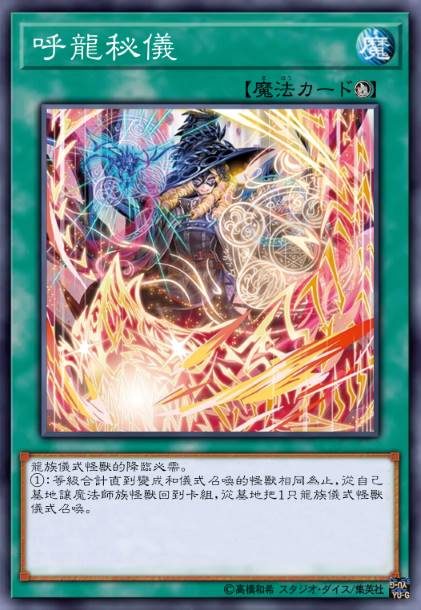 呼龍秘儀
魔
【魔法カード】
龍族儀式怪獸的降臨必需。
①：等級合計直到變成和儀式召喚的怪獸相同為止，從自己
墓地讓魔法師族怪獸回到卡組，從墓地把1只龍族儀式怪獸
儀式召喚。
©高橋和希 スタジオ・ダイス/集英社